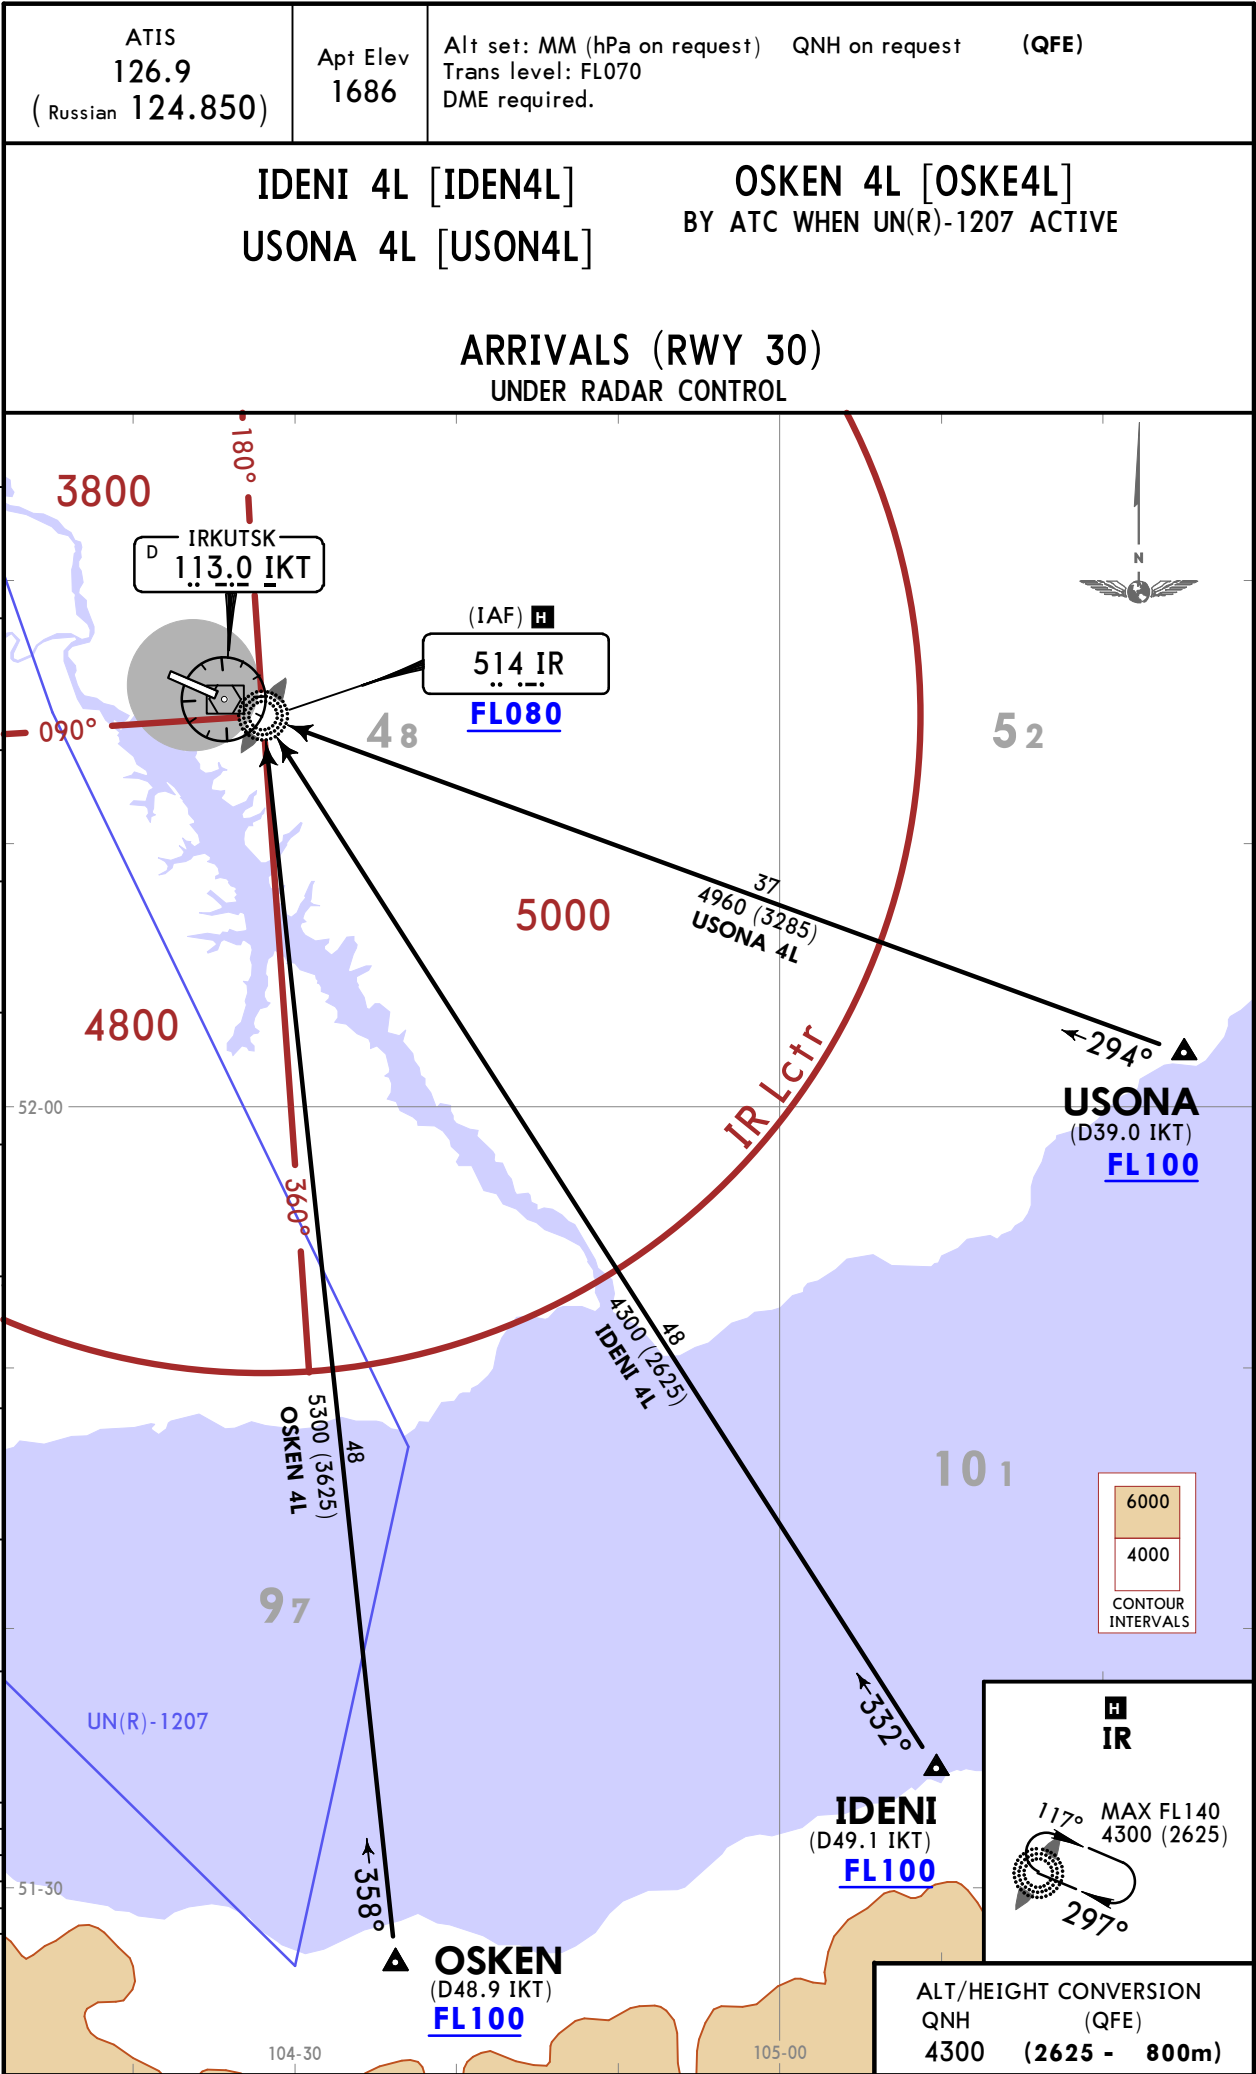 ATIS
126.9
( Russian 124.850)
Apt Elev
1686
Alt set: MM (hPa on request) QNH on request (QFE)
Trans level: FL070
DME required.
IDENI 4L [IDEN4L]
USONA 4L [USON4L]
OSKEN 4L [OSKE4L]
BY ATC WHEN UN(R)-1207 ACTIVE
ARRIVALS (RWY 30)
UNDER RADAR CONTROL
180°
3800
IRKUTSK
D 113.0 IKT
N
(IAF) H
514 IR
FL080
090°
48
52
37
4960 (3285)
USONA 4L
5000
4800
294°
IR Lctr
USONA
(D39.0 IKT)
FL100
52-00
360°
48
4300 (2625)
IDENI 4L
48
5300 (3625)
OSKEN 4L
101
6000
4000
CONTOUR
INTERVALS
97
UN(R)-1207
332°
IDENI
(D49.1 IKT)
FL100
H
IR
117°
MAX FL140
4300 (2625)
297°
51-30
358°
OSKEN
(D48.9 IKT)
FL100
104-30
105-00
ALT/HEIGHT CONVERSION
QNH (QFE)
4300 (2625 - 800m)